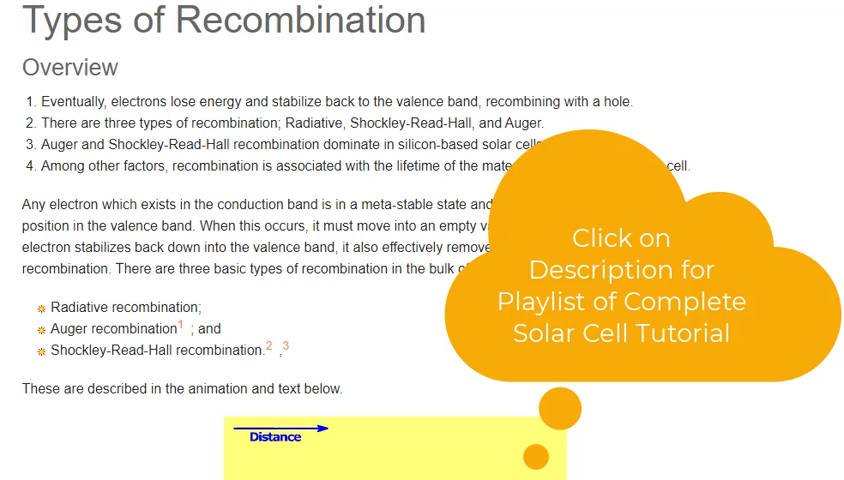 Types of Recombination
Overview
1. Eventually, electrons lose energy and stabilize back to the valence band, recombining with a hole.
2. There are three types of recombination; Radiative, Shockley-Read-Hall, and Auger.
3. Auger and Shockley-Read-Hall recombination dominate in silicon-based solar cells
4. Among other factors, recombination is associated with the lifetime of the mate cell.
Any electron which exists in the conduction band is in a meta-stable state and
position in the valence band. When this occurs, it must move into an empty v
electron stabilizes back down into the valence band, it also effectively remove
recombination. There are three basic types of recombination in the bulk of
Radiative recombination;
Auger recombination1 ; and
Shockley-Read-Hall recombination.2 ,3
These are described in the animation and text below.
Click on
Description for
Playlist of Complete
Solar Cell Tutorial
Distance